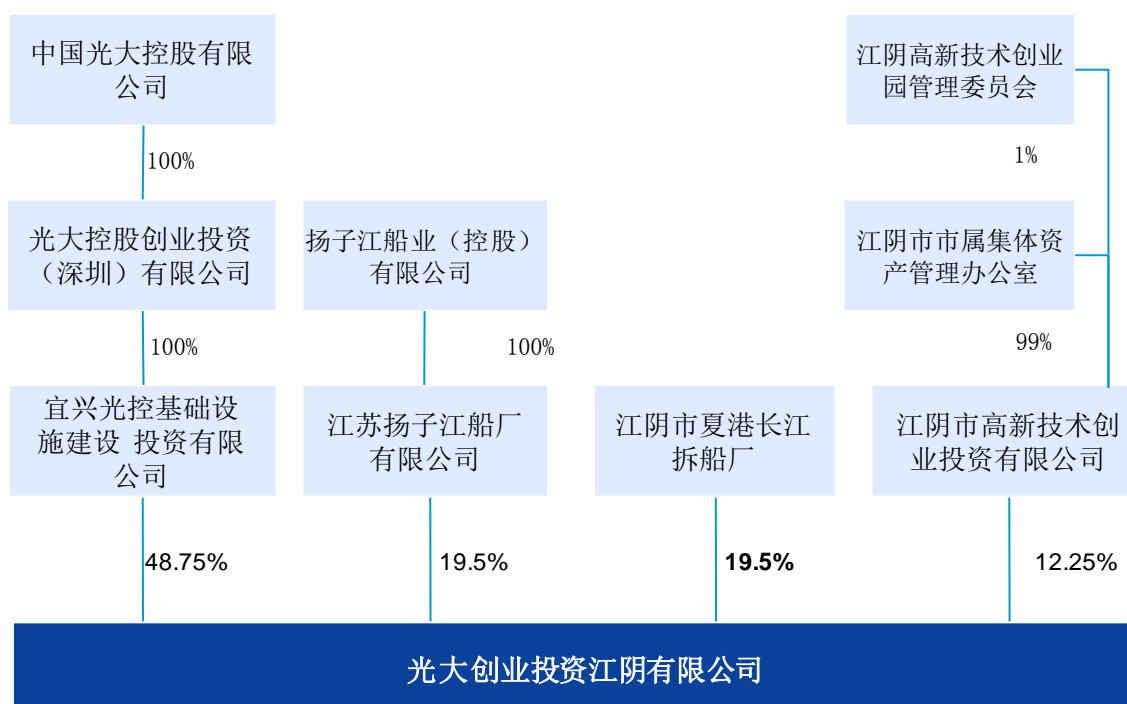 中国光大控股有限
公司
江阴高新技术创业
园管理委员会
100%
1%
光大控股创业投资
（深圳）有限公司
扬子江船业（控股）
有限公司
江阴市市属集体资
产管理办公室
100%
100%
99%
宜兴光控基础设
施建设 投资有限
公司
江苏扬子江船厂
有限公司
江阴市夏港长江
拆船厂
江阴市高新技术创
业投资有限公司
48.75%
19.5%
19.5%
12.25%
光大创业投资江阴有限公司